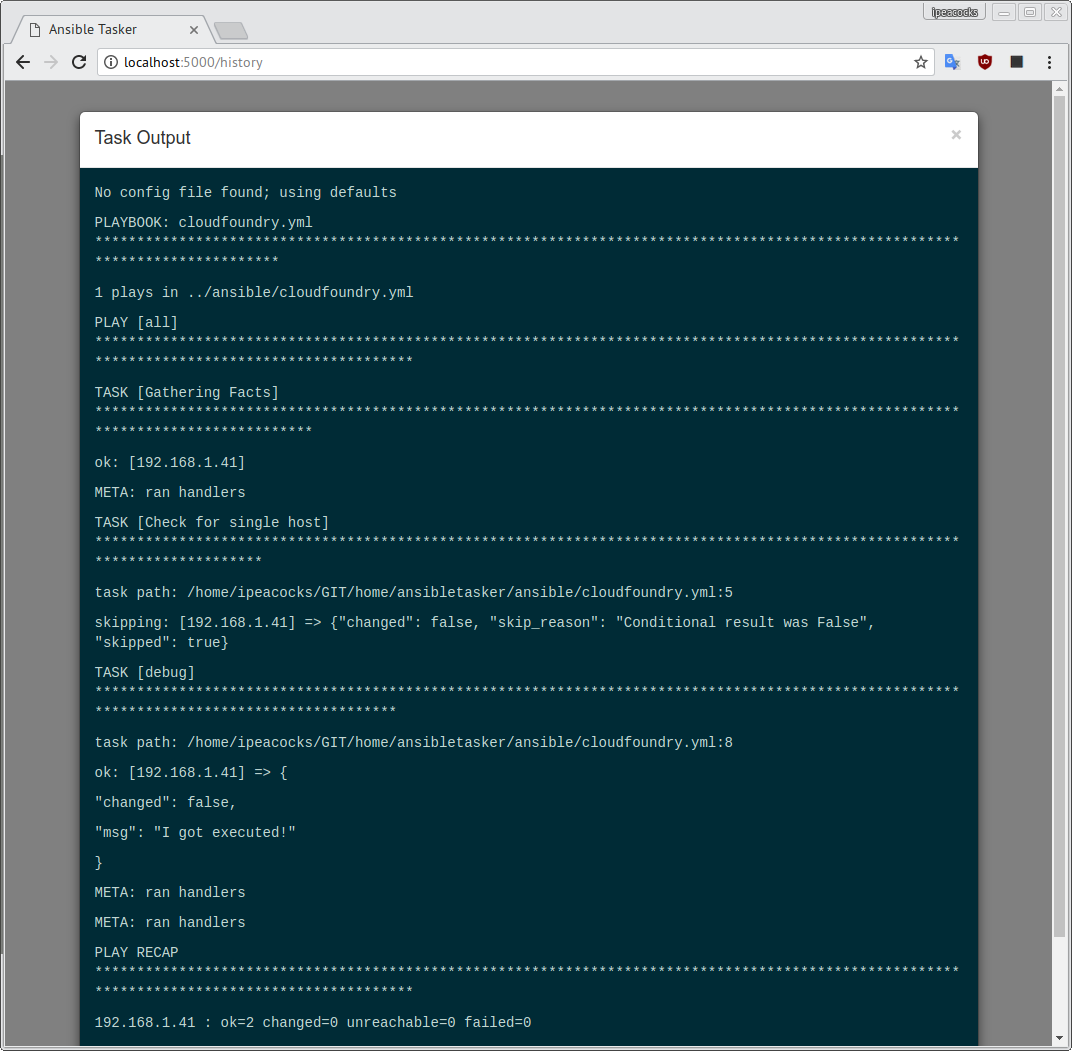 ipeacocks
Ansible Tasker
localhost:5000/history
Task Output
×
No config file found; using defaults
PLAYBOOK: cloudfoundry.yml
*******************************************************************************************************
**********************
1 plays in ../ansible/cloudfoundry.yml
PLAY [all]
*******************************************************************************************************
**************************************
TASK [Gathering Facts]
*******************************************************************************************************
**************************
ok: [192.168.1.41]
META: ran handlers
TASK [Check for single host]
*******************************************************************************************************
********************
task path: /home/ipeacocks/GIT/home/ansibletasker/ansible/cloudfoundry.yml:5
skipping: [192.168.1.41] => {"changed": false, "skip_reason": "Conditional result was False",
"skipped": true}
TASK [debug]
*******************************************************************************************************
************************************
task path: /home/ipeacocks/GIT/home/ansibletasker/ansible/cloudfoundry.yml:8
ok: [192.168.1.41] => {
"changed": false,
"msg": "I got executed!"
}
META: ran handlers
META: ran handlers
PLAY RECAP
*******************************************************************************************************
**************************************
192.168.1.41 : ok=2 changed=0 unreachable=0 failed=0